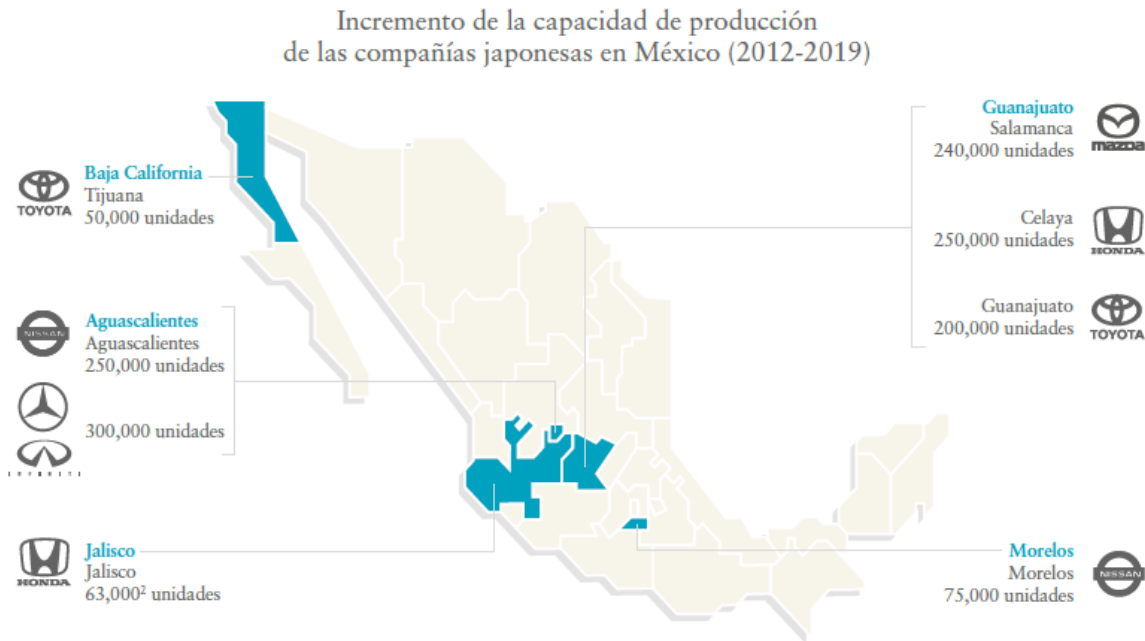 Incremento de la capacidad de producción
de las compañías japonesas en México (2012-2019)
TOYOTA
Baja California
Tijuana
50,000 unidades
NISSAN
Aguascalientes
Aguascalientes
250,000 unidades
300,000 unidades
INFINITI
HONDA
Jalisco
Jalisco
63,000² unidades
Guanajuato
Salamanca
240,000 unidades
mazda
Celaya
250,000 unidades
HONDA
Guanajuato
200,000 unidades
TOYOTA
Morelos
Morelos
75,000 unidades
NISSAN